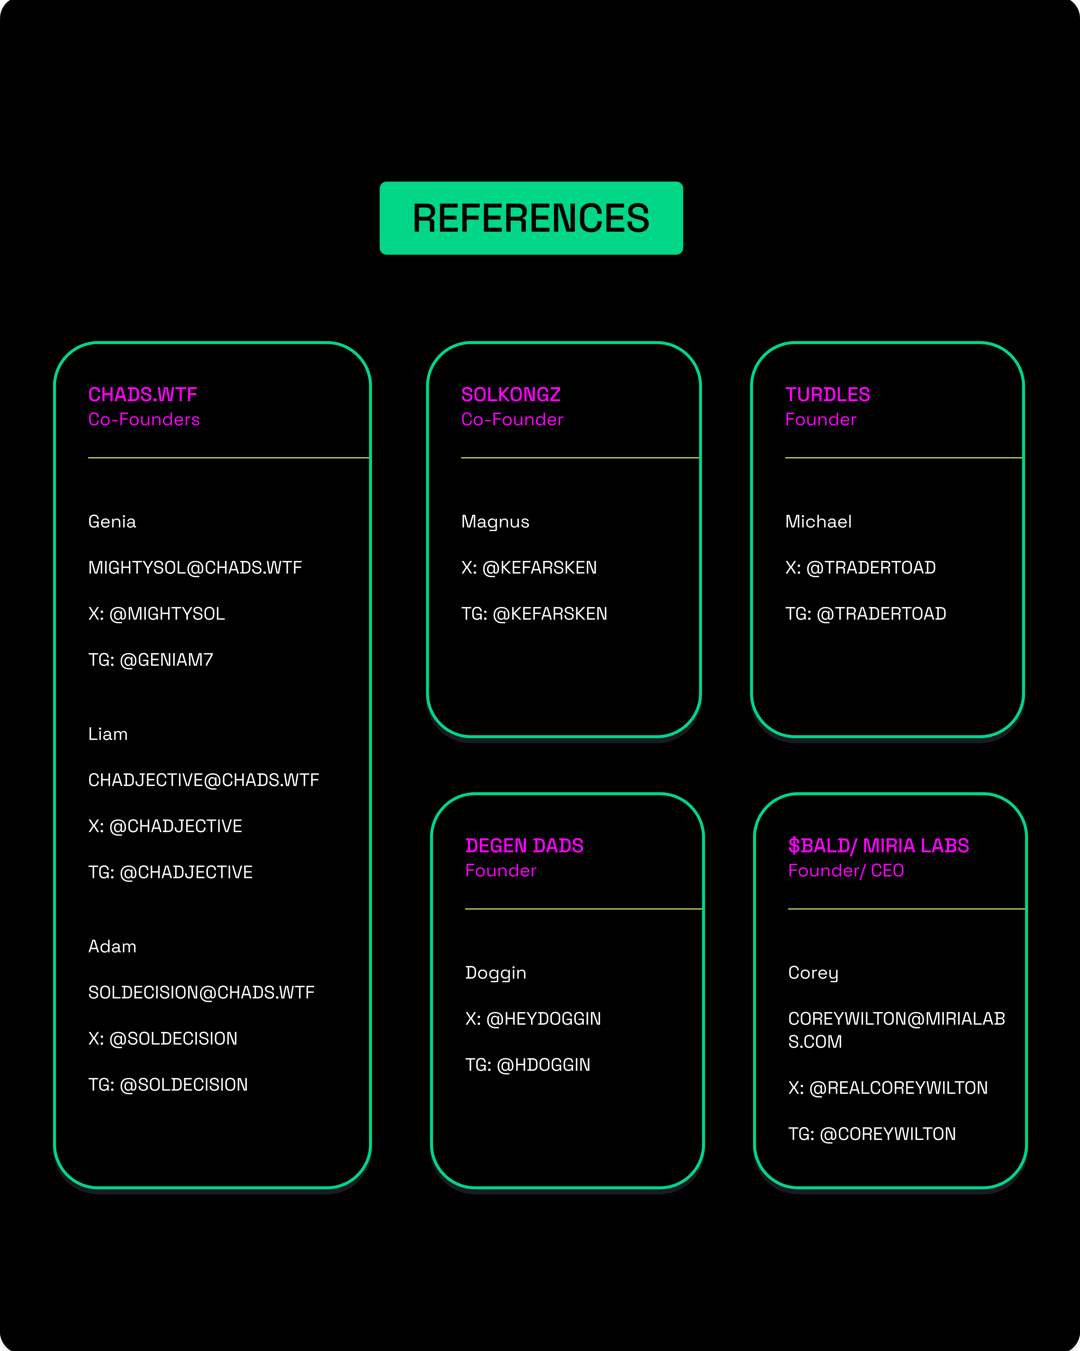 REFERENCES
CHADS.WTF
Co-Founders
Genia
MIGHTYSOL@CHADS.WTF
X: @MIGHTYSOL
TG: @GENIAM7
Liam
CHADJECTIVE@CHADS.WTF
X: @CHADJECTIVE
TG: @CHADJECTIVE
Adam
SOLDECISION@CHADS.WTF
X: @SOLDECISION
TG: @SOLDECISION
SOLKONGZ
Co-Founder
Magnus
X: @KEFARSKEN
TG: @KEFARSKEN
TURDLES
Founder
Michael
X: @TRADERTOAD
TG: @TRADERTOAD
DEGEN DADS
Founder
Doggin
X: @HEYDOGGIN
TG: @HDOGGIN
$BALD/ MIRIA LABS
Founder/ CEO
Corey
COREYWILTON@MIRIALAB
S.COM
X: @REALCOREYWILTON
TG: @COREYWILTON